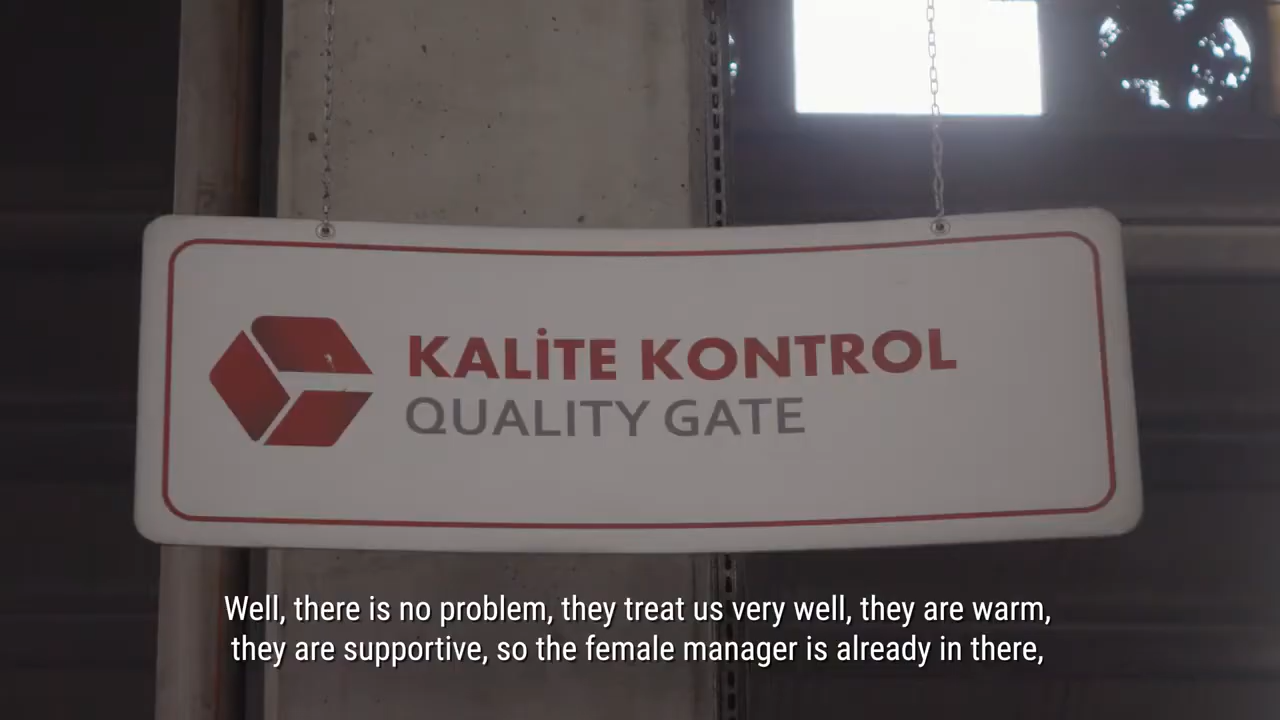 KALİTE KONTROL
QUALITY GATE
Well, there is no problem, they treat us very well, they are warm,
they are supportive, so the female manager is already in there,